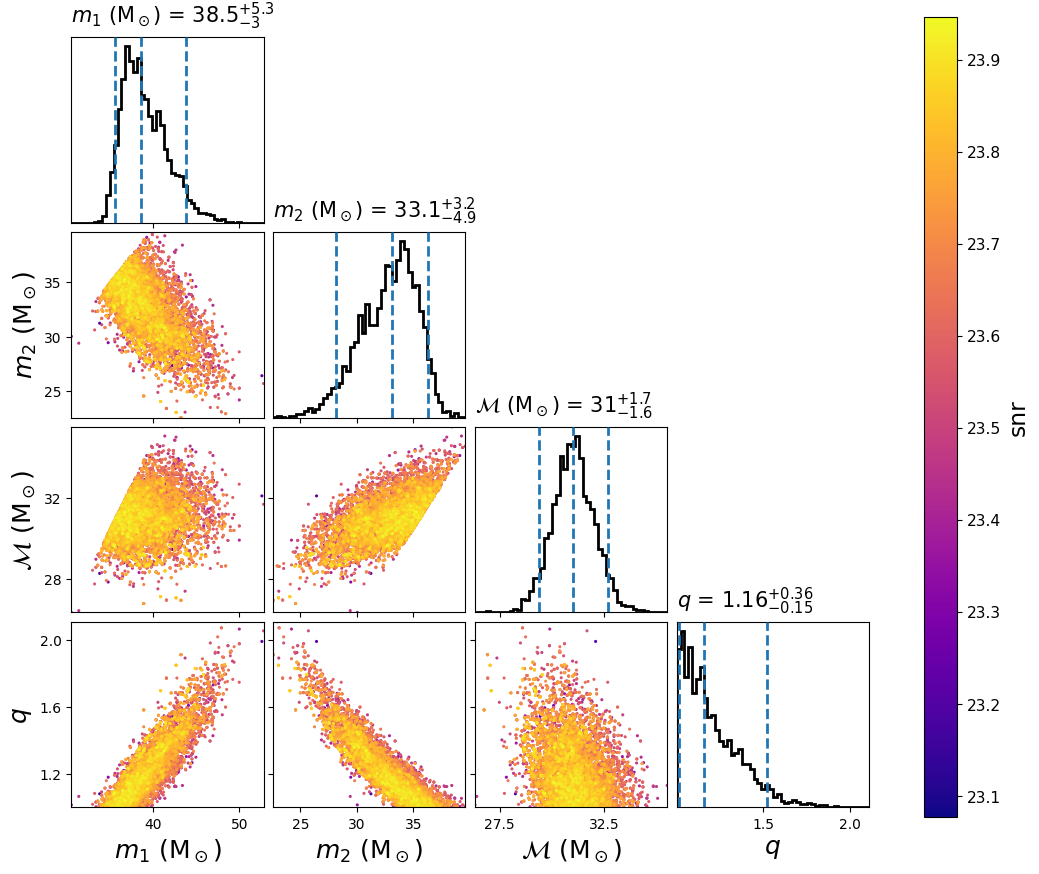 m₁ (M⊙) = 38.5⁺⁵·³₋₃
23.9
23.8
m₂ (M⊙) = 33.1⁺³·²₋₄.₉
23.7
m₂ (M⊙)
35
30
25
23.6
ℳ (M⊙) = 31⁺¹·⁷₋₁.₆
23.5
snr
ℳ (M⊙)
32
28
23.4
q = 1.16⁺⁰·³⁶₋₀.₁₅
23.3
q
2.0
1.6
1.2
23.2
23.1
40 50
25 30 35
27.5 32.5
1.5 2.0
m₁ (M⊙)
m₂ (M⊙)
ℳ (M⊙)
q